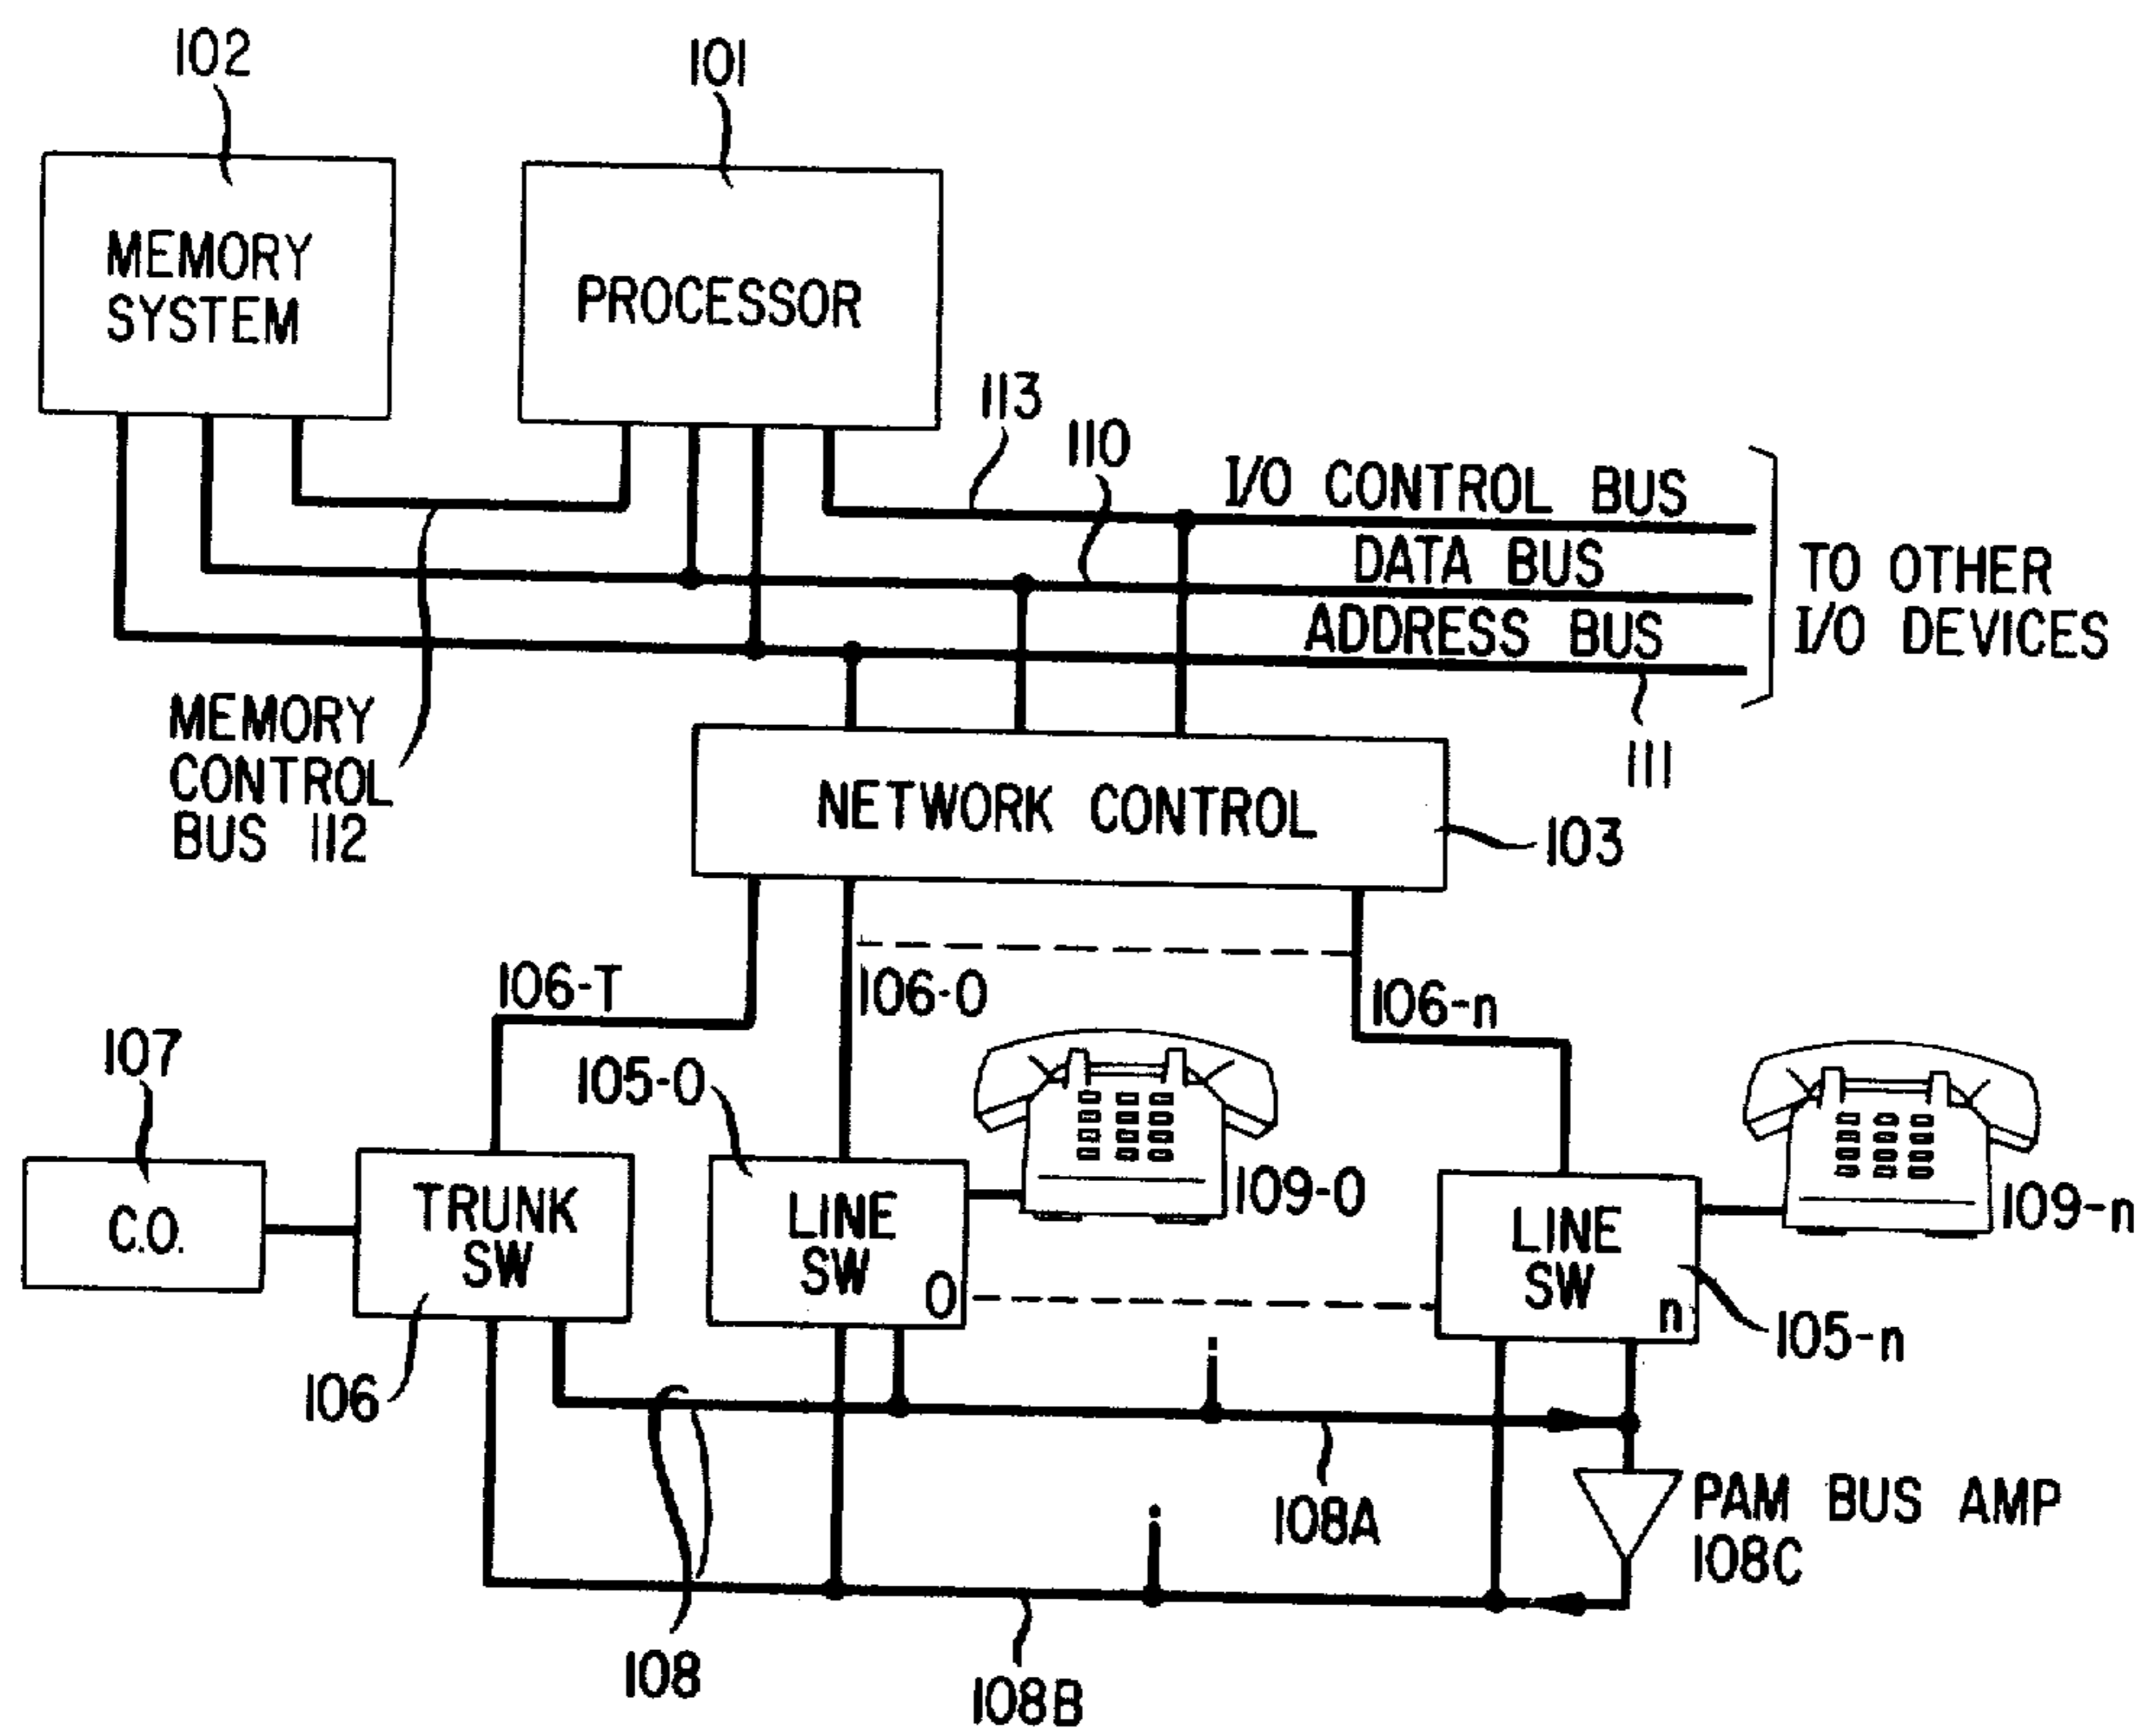 102
101
MEMORY
SYSTEM
PROCESSOR
113
110
I/O CONTROL BUS
DATA BUS
ADDRESS BUS
TO OTHER
I/O DEVICES
111
MEMORY
CONTROL
BUS 112
NETWORK CONTROL
103
106-T
106-0
106-n
107
105-0
C.O.
TRUNK
SW
LINE
SW
0
109-0
LINE
SW
n
109-n
105-n
106
108A
PAM BUS AMP
108C
108
108B